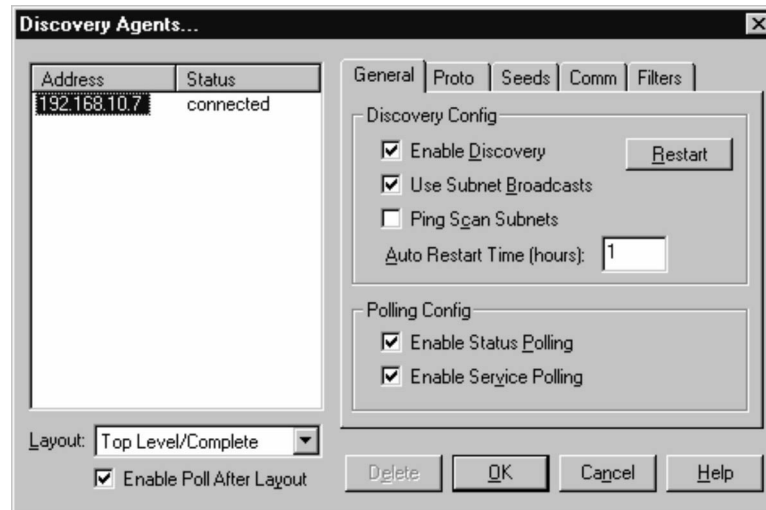 Discovery Agents...
Address Status
192.168.10.7 connected
Layout: Top Level/Complete
Enable Poll After Layout
General Proto Seeds Comm Filters
Discovery Config
Enable Discovery Restart
Use Subnet Broadcasts
Ping Scan Subnets
Auto Restart Time (hours): 1
Polling Config
Enable Status Polling
Enable Service Polling
Delete OK Cancel Help